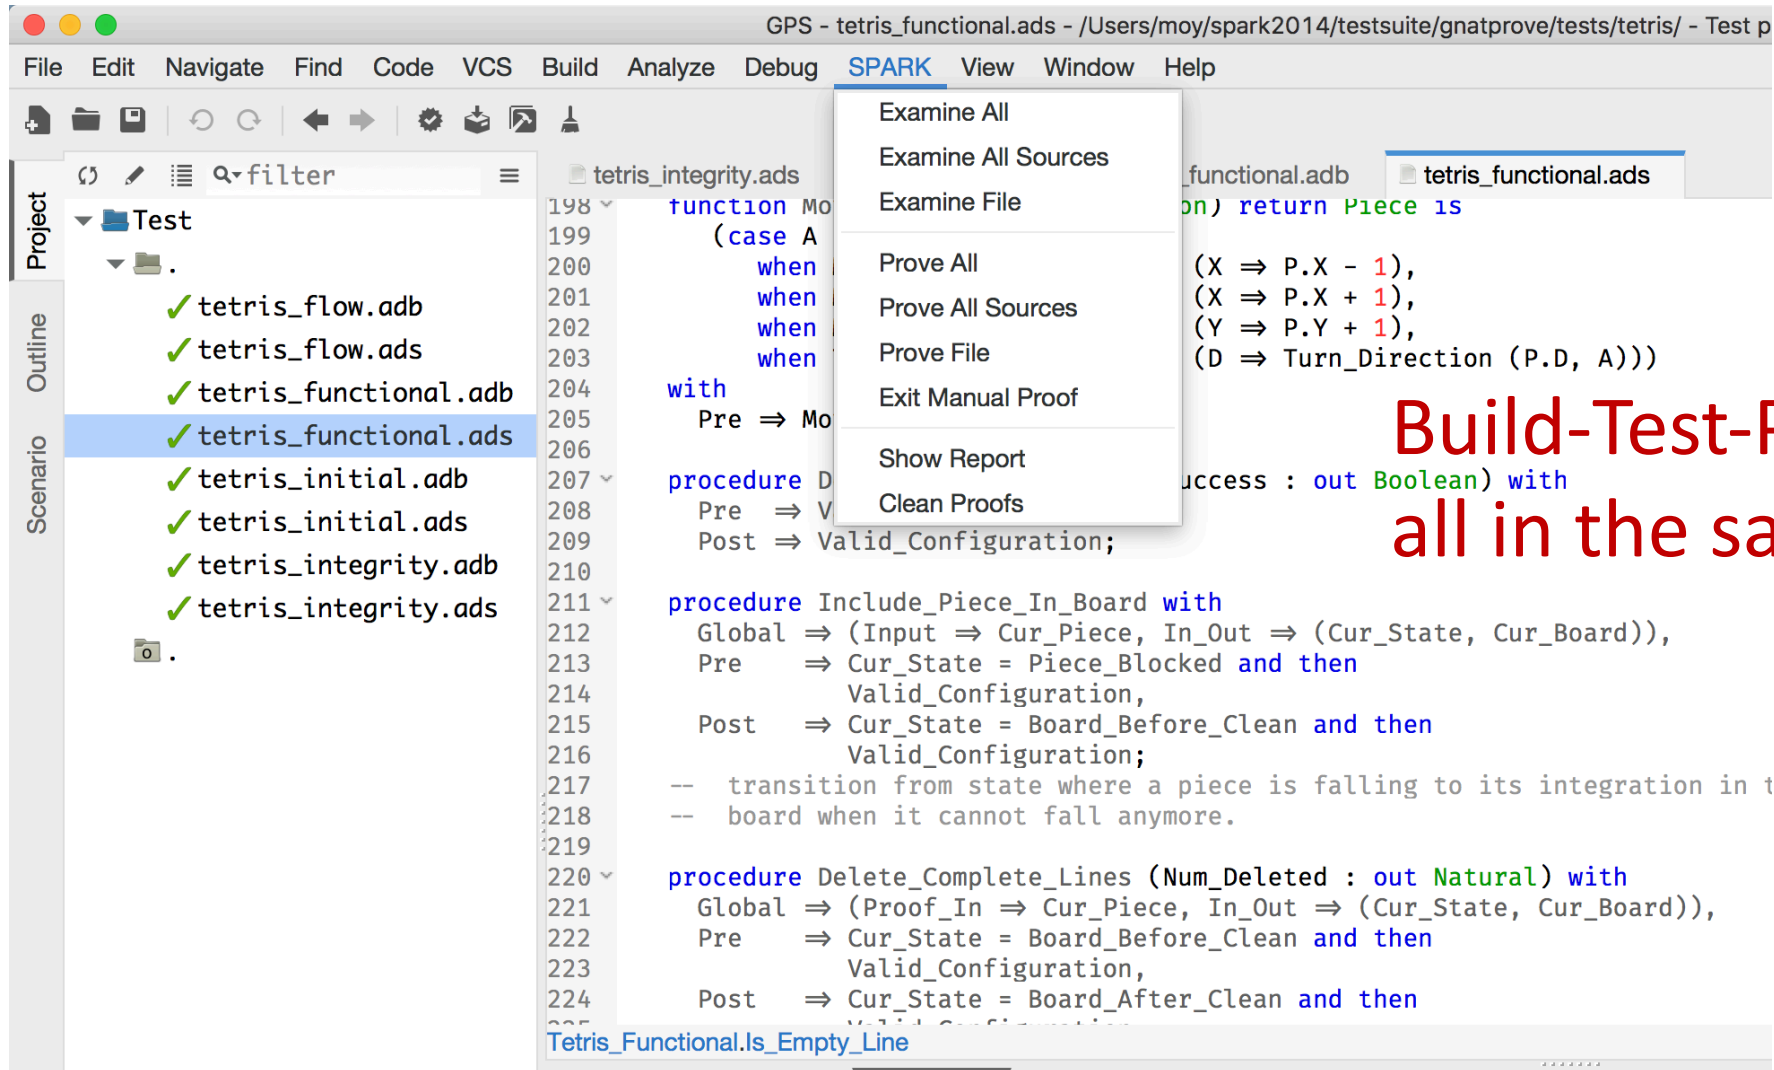 GPS - tetris_functional.ads - /Users/moy/spark2014/testsuite/gnatprove/tests/tetris/ - Test p
File Edit Navigate Find Code VCS Build Analyze Debug SPARK View Window Help
Examine All
Examine All Sources
Examine File
Prove All
Prove All Sources
Prove File
Exit Manual Proof
Show Report
Clean Proofs
Project
Outline
Scenario
filter
Test
.
tetris_flow.adb
tetris_flow.ads
tetris_functional.adb
tetris_functional.ads
tetris_initial.adb
tetris_initial.ads
tetris_integrity.adb
tetris_integrity.ads
.
tetris_integrity.ads _functional.adb tetris_functional.ads
198 function Mo on) return Piece is
199 (case A
200 when (X ⇒ P.X - 1),
201 when (X ⇒ P.X + 1),
202 when (Y ⇒ P.Y + 1),
203 when (D ⇒ Turn_Direction (P.D, A)))
204 with
205 Pre ⇒ Mo
206
207 procedure D uccess : out Boolean) with
208 Pre ⇒ V
209 Post ⇒ Valid_Configuration;
210
211 procedure Include_Piece_In_Board with
212 Global ⇒ (Input ⇒ Cur_Piece, In_Out ⇒ (Cur_State, Cur_Board)),
213 Pre ⇒ Cur_State = Piece_Blocked and then
214 Valid_Configuration,
215 Post ⇒ Cur_State = Board_Before_Clean and then
216 Valid_Configuration;
217 -- transition from state where a piece is falling to its integration in t
218 -- board when it cannot fall anymore.
219
220 procedure Delete_Complete_Lines (Num_Deleted : out Natural) with
221 Global ⇒ (Proof_In ⇒ Cur_Piece, In_Out ⇒ (Cur_State, Cur_Board)),
222 Pre ⇒ Cur_State = Board_Before_Clean and then
223 Valid_Configuration,
224 Post ⇒ Cur_State = Board_After_Clean and then
Tetris_Functional.Is_Empty_Line
Build-Test-P
all in the sa